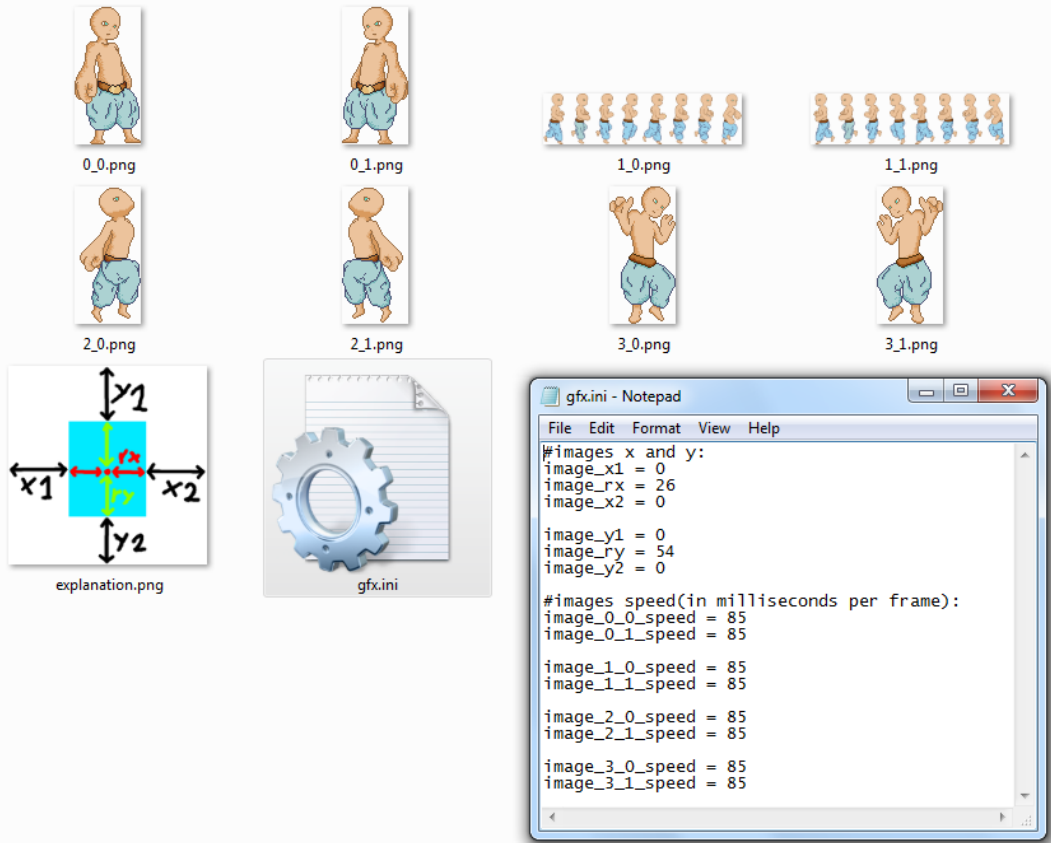 0_0.png
0_1.png
1_0.png
1_1.png
2_0.png
2_1.png
3_0.png
3_1.png
y1
rx
x1
x2
ry
y2
explanation.png
gfx.ini
gfx.ini - Notepad
File Edit Format View Help
#images x and y:
image_x1 = 0
image_rx = 26
image_x2 = 0
image_y1 = 0
image_ry = 54
image_y2 = 0
#images speed(in milliseconds per frame):
image_0_0_speed = 85
image_0_1_speed = 85
image_1_0_speed = 85
image_1_1_speed = 85
image_2_0_speed = 85
image_2_1_speed = 85
image_3_0_speed = 85
image_3_1_speed = 85